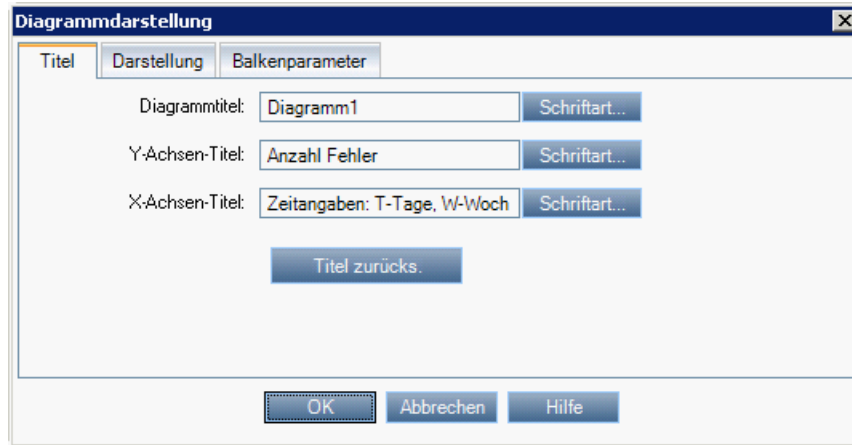 Diagrammdarstellung
Titel Darstellung Balkenparameter
Diagrammtitel: Diagramm1 Schriftart...
Y-Achsen-Titel: Anzahl Fehler Schriftart...
X-Achsen-Titel: Zeitangaben: T-Tage, W-Woch Schriftart...
Titel zurücks.
OK Abbrechen Hilfe